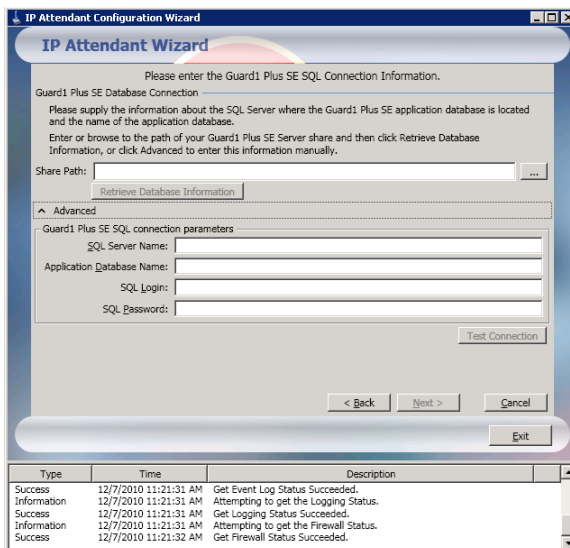 IP Attendant Configuration Wizard
IP Attendant Wizard
Please enter the Guard1 Plus SE SQL Connection Information.
Guard1 Plus SE Database Connection
Please supply the information about the SQL Server where the Guard1 Plus SE application database is located
and the name of the application database.
Enter or browse to the path of your Guard1 Plus SE Server share and then click Retrieve Database
Information, or click Advanced to enter this information manually.
Share Path:
...
Retrieve Database Information
Advanced
Guard1 Plus SE SQL connection parameters
SQL Server Name:
Application Database Name:
SQL Login:
SQL Password:
Test Connection
< Back Next > Cancel
Exit
Type Time Description
Success 12/7/2010 11:21:31 AM Get Event Log Status Succeeded.
Information 12/7/2010 11:21:31 AM Attempting to get the Logging Status.
Success 12/7/2010 11:21:31 AM Get Logging Status Succeeded.
Information 12/7/2010 11:21:31 AM Attempting to get the Firewall Status.
Success 12/7/2010 11:21:32 AM Get Firewall Status Succeeded.